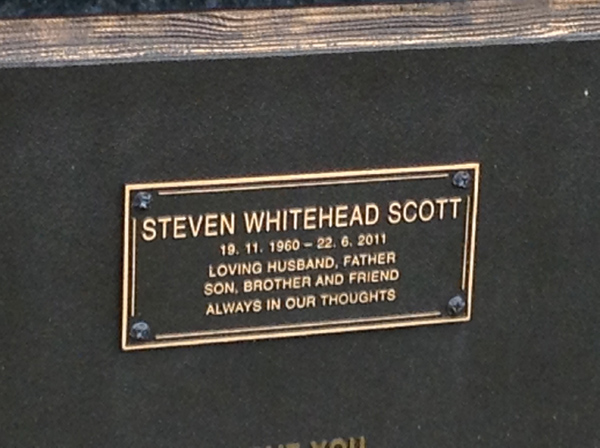 STEVEN WHITEHEAD SCOTT
19. 11. 1960 – 22. 6. 2011
LOVING HUSBAND, FATHER
SON, BROTHER AND FRIEND
ALWAYS IN OUR THOUGHTS
YOU